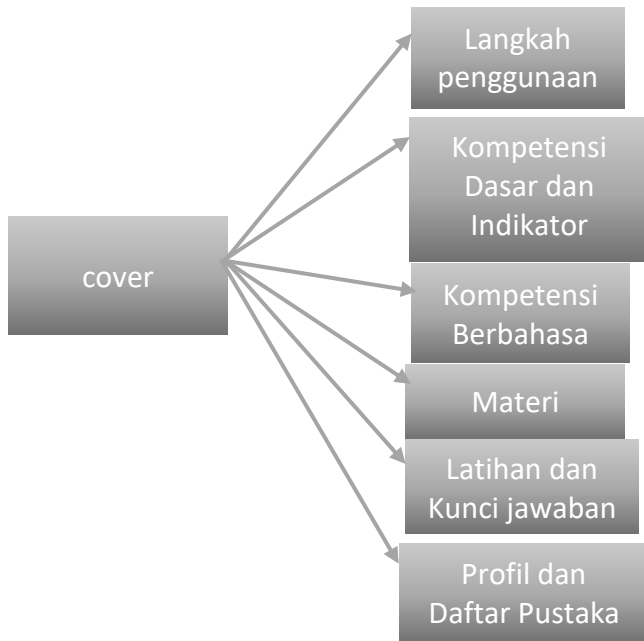 Langkah
penggunaan
Kompetensi
Dasar dan
Indikator
cover
Kompetensi
Berbahasa
Materi
Latihan dan
Kunci jawaban
Profil dan
Daftar Pustaka